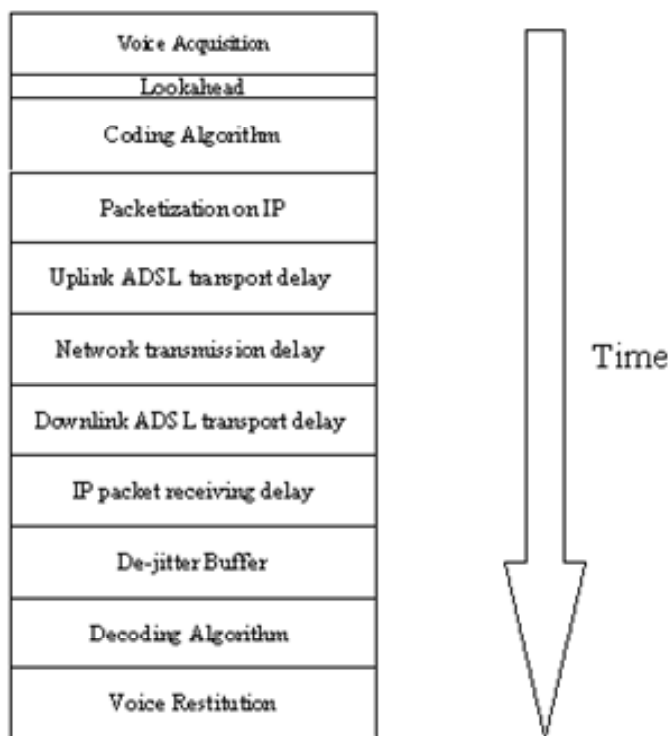 Voice Acquisition
Lookahead
Coding Algorithm
Packetization on IP
Uplink ADSL transport delay
Network transmission delay
Downlink ADSL transport delay
IP packet receiving delay
De-jitter Buffer
Decoding Algorithm
Voice Restitution
Time